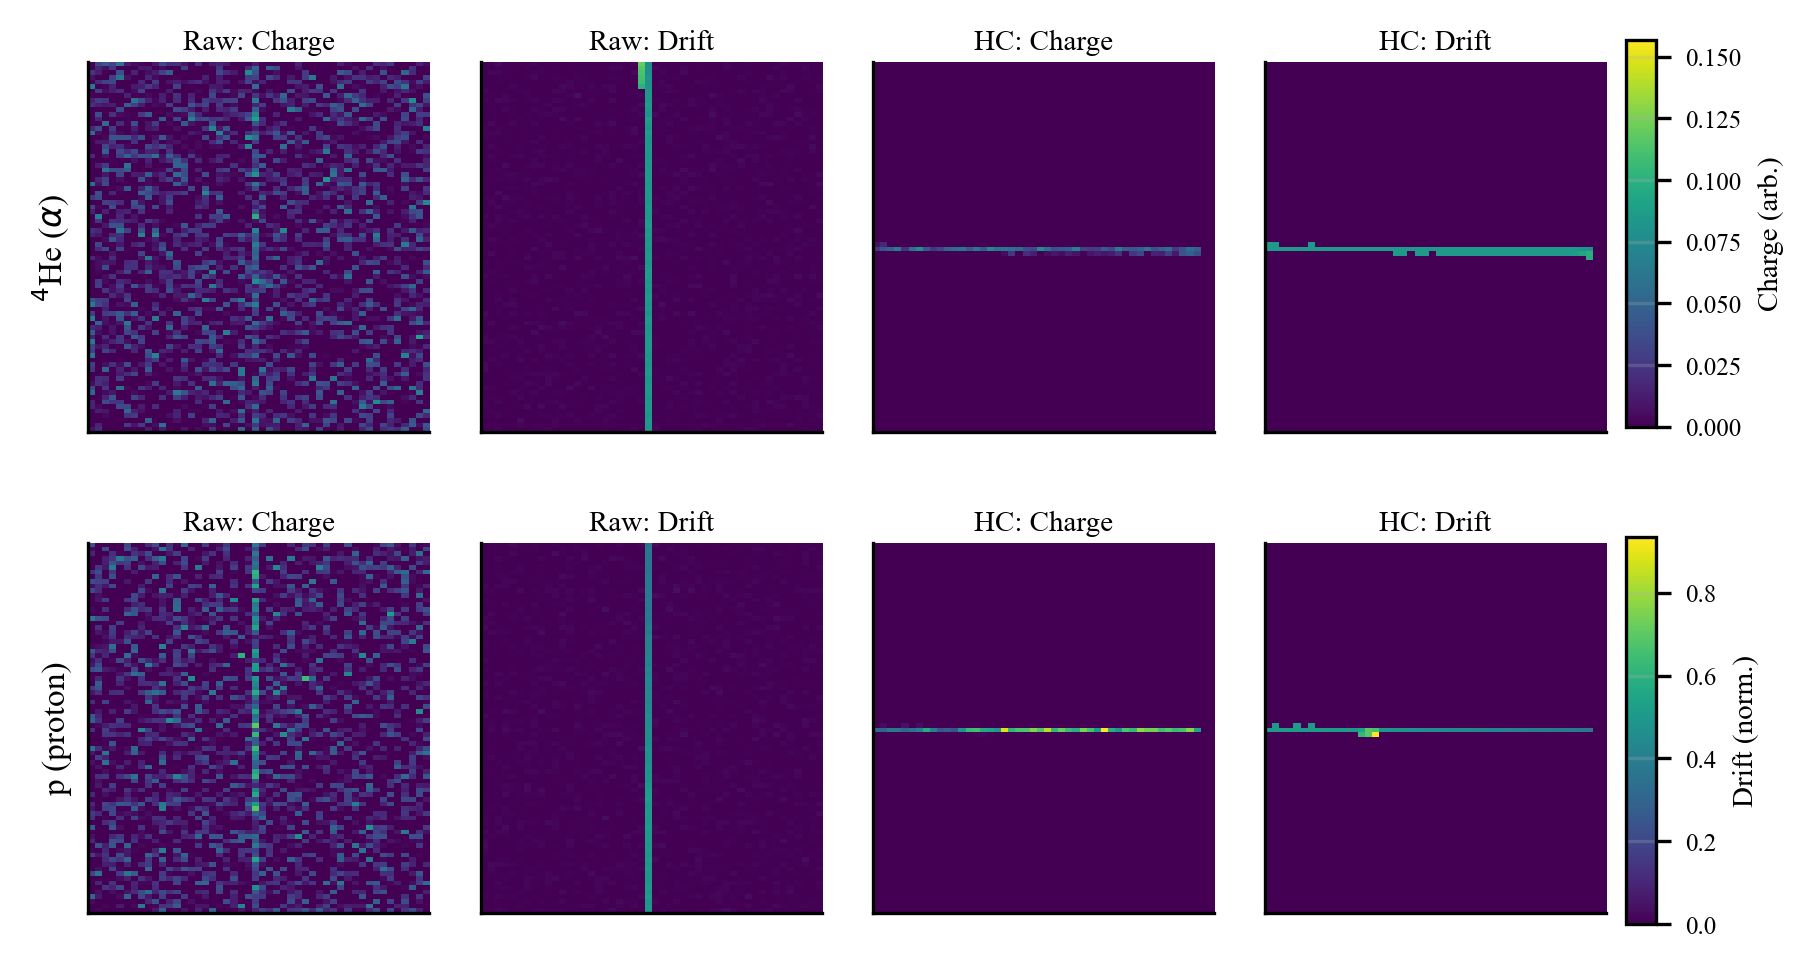 Raw: Charge
Raw: Drift
HC: Charge
HC: Drift
⁴He (α)
0.150
0.125
0.100
0.075
0.050
0.025
0.000
Charge (arb.)
Raw: Charge
Raw: Drift
HC: Charge
HC: Drift
p (proton)
0.8
0.6
0.4
0.2
0.0
Drift (norm.)